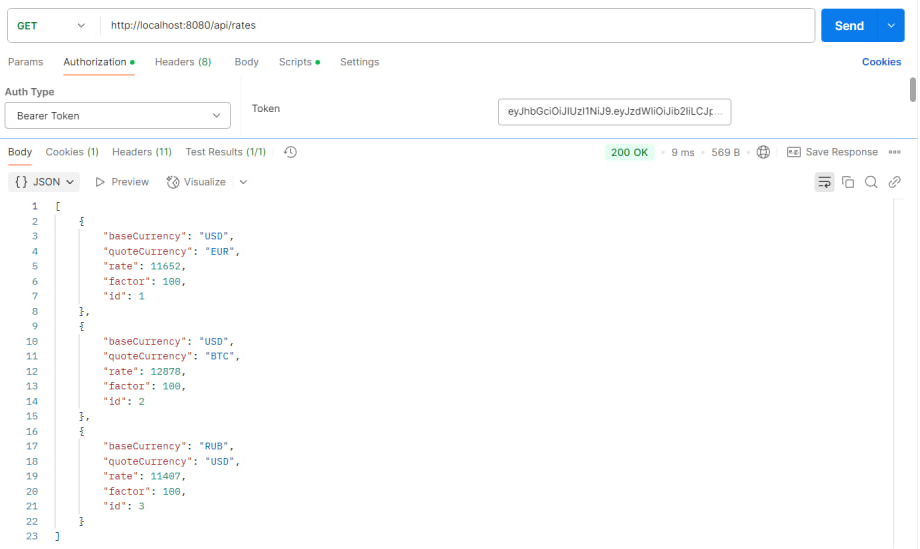 GET http://localhost:8080/api/rates Send
Params Authorization Headers (8) Body Scripts Settings Cookies
Auth Type
Bearer Token
Token
Body Cookies (1) Headers (11) Test Results (1/1) 200 OK 9 ms 569 B Save Response
{} JSON Preview Visualize
1 [
2 {
3 "baseCurrency": "USD",
4 "quoteCurrency": "EUR",
5 "rate": 11652,
6 "factor": 100,
7 "id": 1
8 },
9 {
10 "baseCurrency": "USD",
11 "quoteCurrency": "BTC",
12 "rate": 12878,
13 "factor": 100,
14 "id": 2
15 },
16 {
17 "baseCurrency": "RUB",
18 "quoteCurrency": "USD",
19 "rate": 11407,
20 "factor": 100,
21 "id": 3
22 }
23 ]